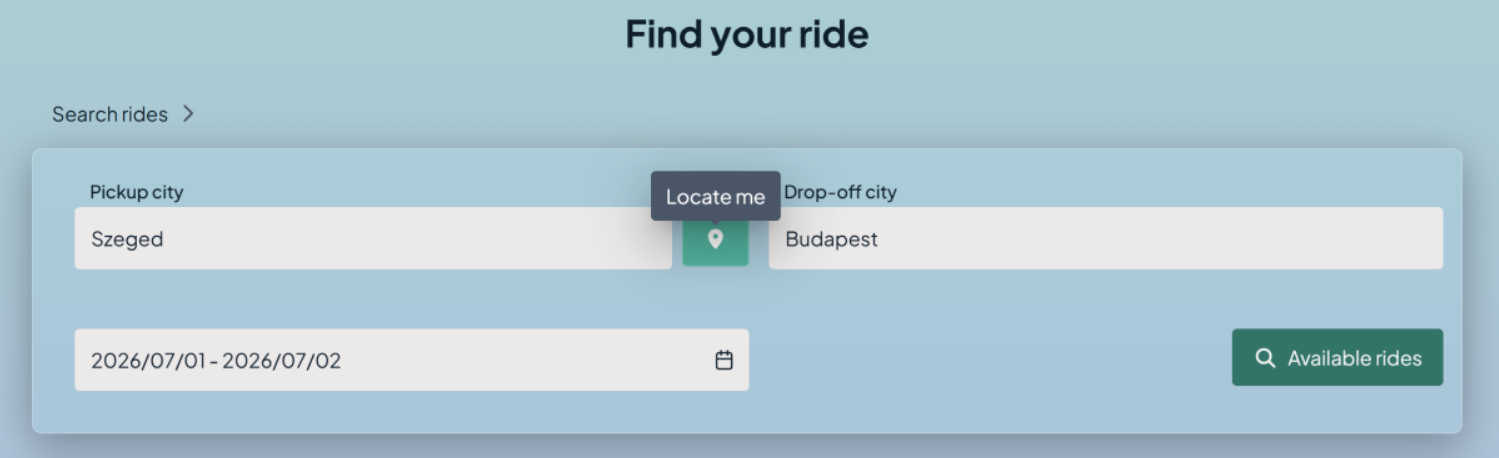 Find your ride
Search rides
Pickup city
Locate me
Drop-off city
Szeged
Budapest
2026/07/01 - 2026/07/02
Available rides